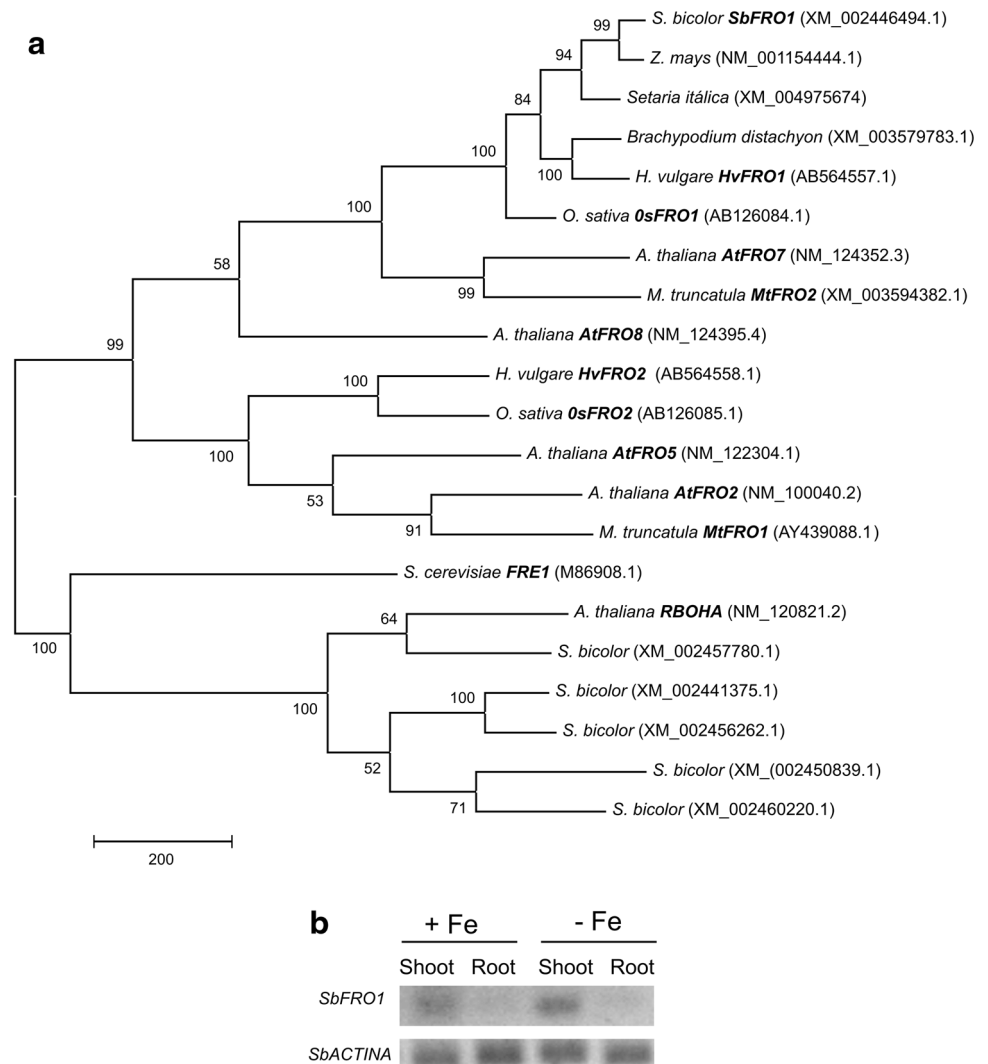 a
99
S. bicolor SbFRO1 (XM_002446494.1)
94
Z. mays (NM_001154444.1)
84
Setaria itálica (XM_004975674)
Brachypodium distachyon (XM_003579783.1)
100
100
H. vulgare HvFRO1 (AB564557.1)
100
O. sativa 0sFRO1 (AB126084.1)
58
A. thaliana AtFRO7 (NM_124352.3)
99
M. truncatula MtFRO2 (XM_003594382.1)
99
A. thaliana AtFRO8 (NM_124395.4)
100
H. vulgare HvFRO2 (AB564558.1)
O. sativa 0sFRO2 (AB126085.1)
100
A. thaliana AtFRO5 (NM_122304.1)
53
A. thaliana AtFRO2 (NM_100040.2)
91
M. truncatula MtFRO1 (AY439088.1)
S. cerevisiae FRE1 (M86908.1)
64
A. thaliana RBOHA (NM_120821.2)
100
S. bicolor (XM_002457780.1)
100
100
S. bicolor (XM_002441375.1)
S. bicolor (XM_002456262.1)
52
S. bicolor (XM_(002450839.1)
71
S. bicolor (XM_002460220.1)
200
b
+ Fe
- Fe
Shoot Root Shoot Root
SbFRO1
SbACTINA